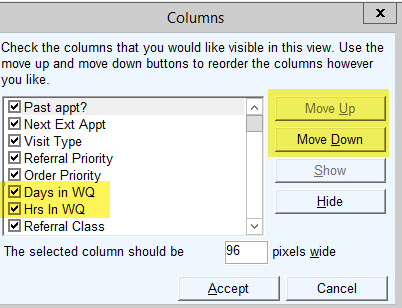 Columns
x
Check the columns that you would like visible in this view. Use the
move up and move down buttons to reorder the columns however
you like.
Past appt?
Next Ext Appt
Visit Type
Referral Priority
Order Priority
Days in WQ
Hrs In WQ
Referral Class
Move Up
Move Down
Show
Hide
The selected column should be 96 pixels wide
Accept
Cancel